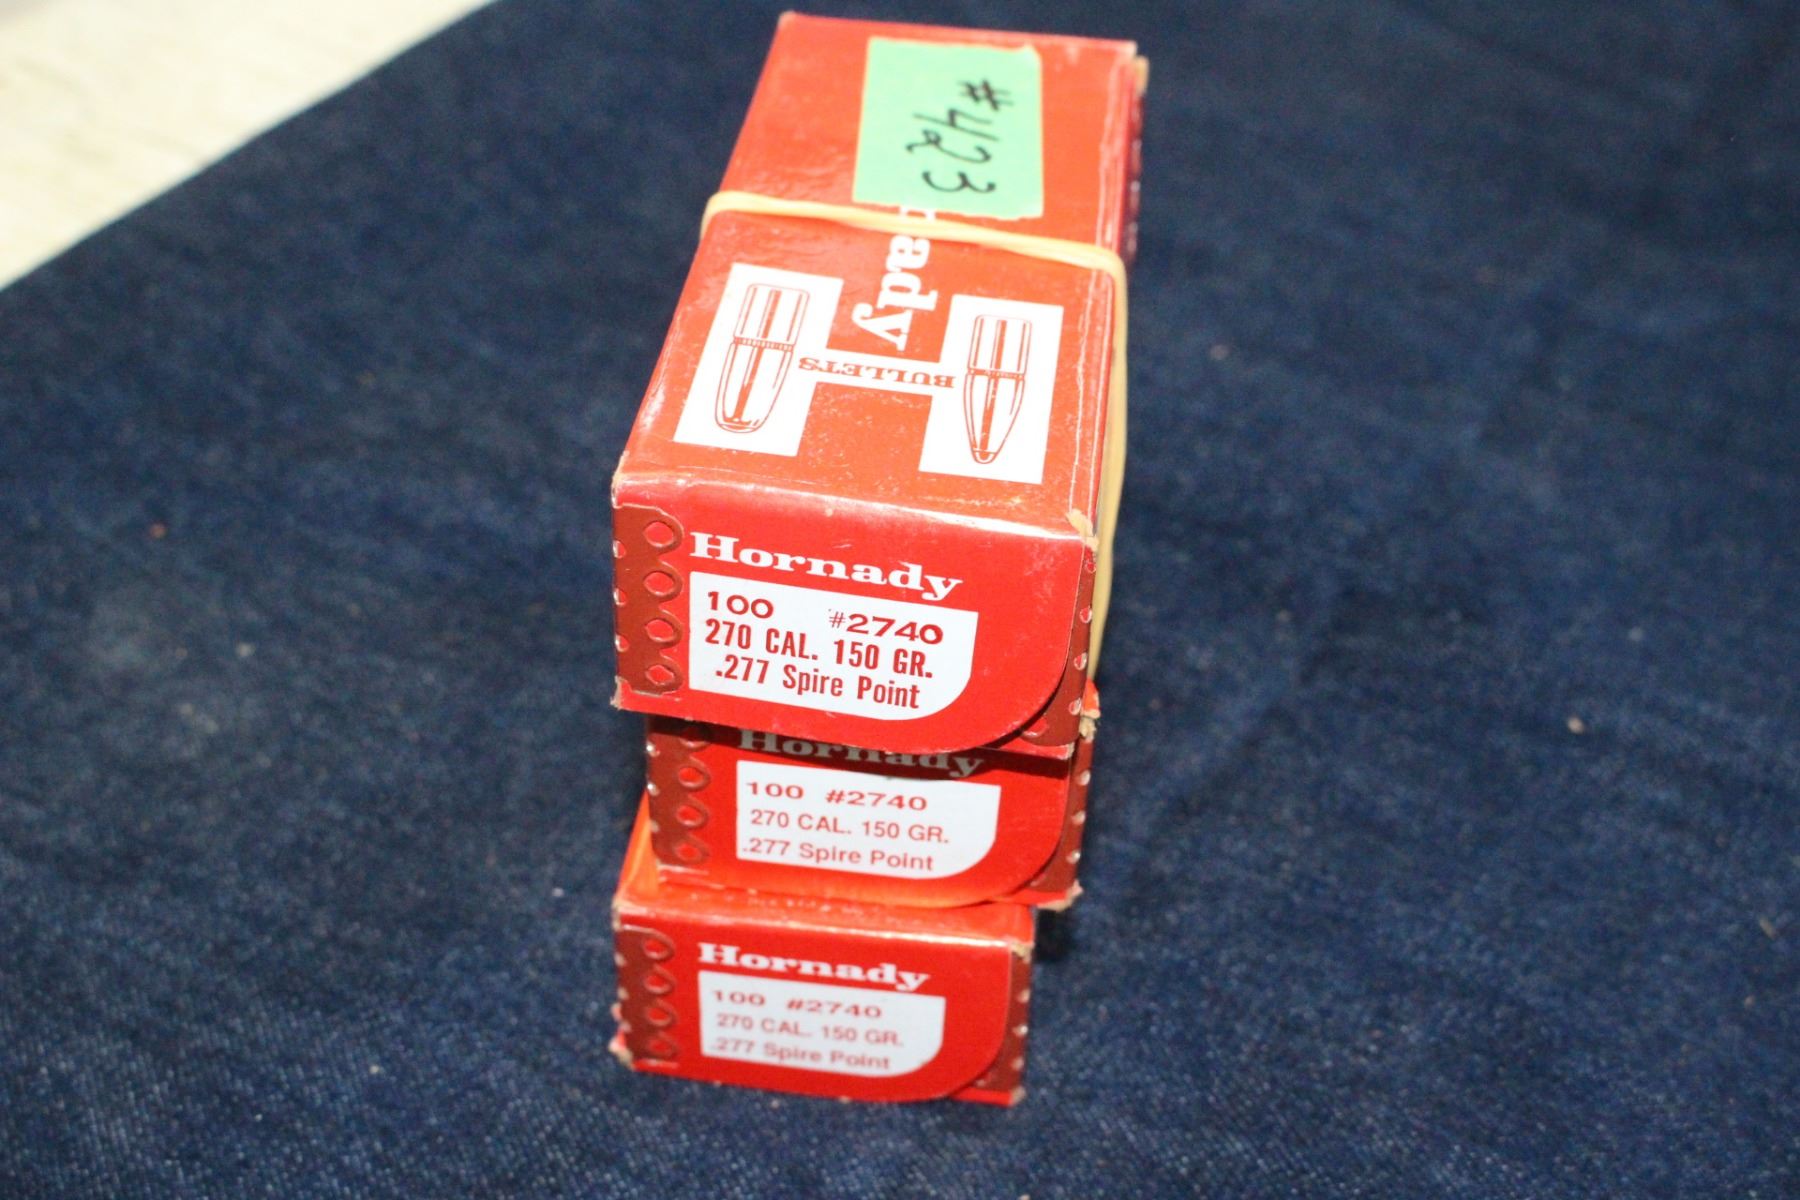 #423
rnady
BULLETS
Hornady
100 #2740
270 CAL. 150 GR.
.277 Spire Point
Hornady
100 #2740
270 CAL. 150 GR.
.277 Spire Point
Hornady
100 #2740
270 CAL. 150 GR.
.277 Spire Point